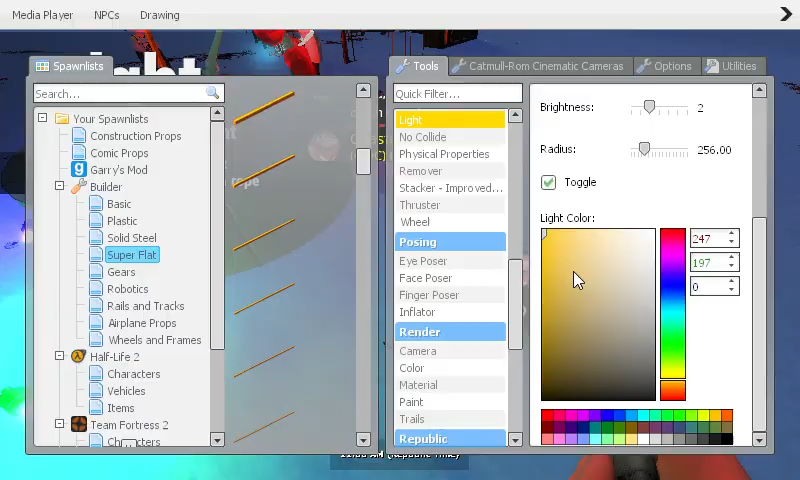 Media Player NPCs Drawing
Spawnlists
Search...
Your Spawnlists
Construction Props
Comic Props
Garry's Mod
Builder
Basic
Plastic
Solid Steel
Super Flat
Gears
Robotics
Rails and Tracks
Airplane Props
Wheels and Frames
Half-Life 2
Characters
Vehicles
Items
Team Fortress 2
Characters
Tools Catmull-Rom Cinematic Cameras Options Utilities
Quick Filter...
Light
No Collide
Physical Properties
Remover
Stacker - Improved...
Thruster
Wheel
Posing
Eye Poser
Face Poser
Finger Poser
Inflator
Render
Camera
Color
Material
Paint
Trails
Republic
Brightness: 2
Radius: 256.00
Toggle
Light Color:
247
197
0